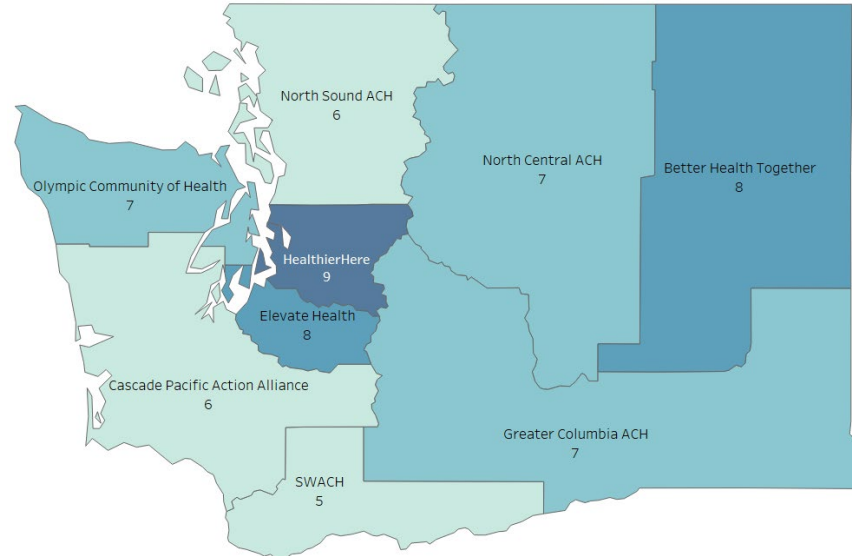 North Sound ACH
6
North Central ACH
7
Better Health Together
8
Olympic Community of Health
7
HealthierHere
9
Elevate Health
8
Cascade Pacific Action Alliance
6
Greater Columbia ACH
7
SWACH
5